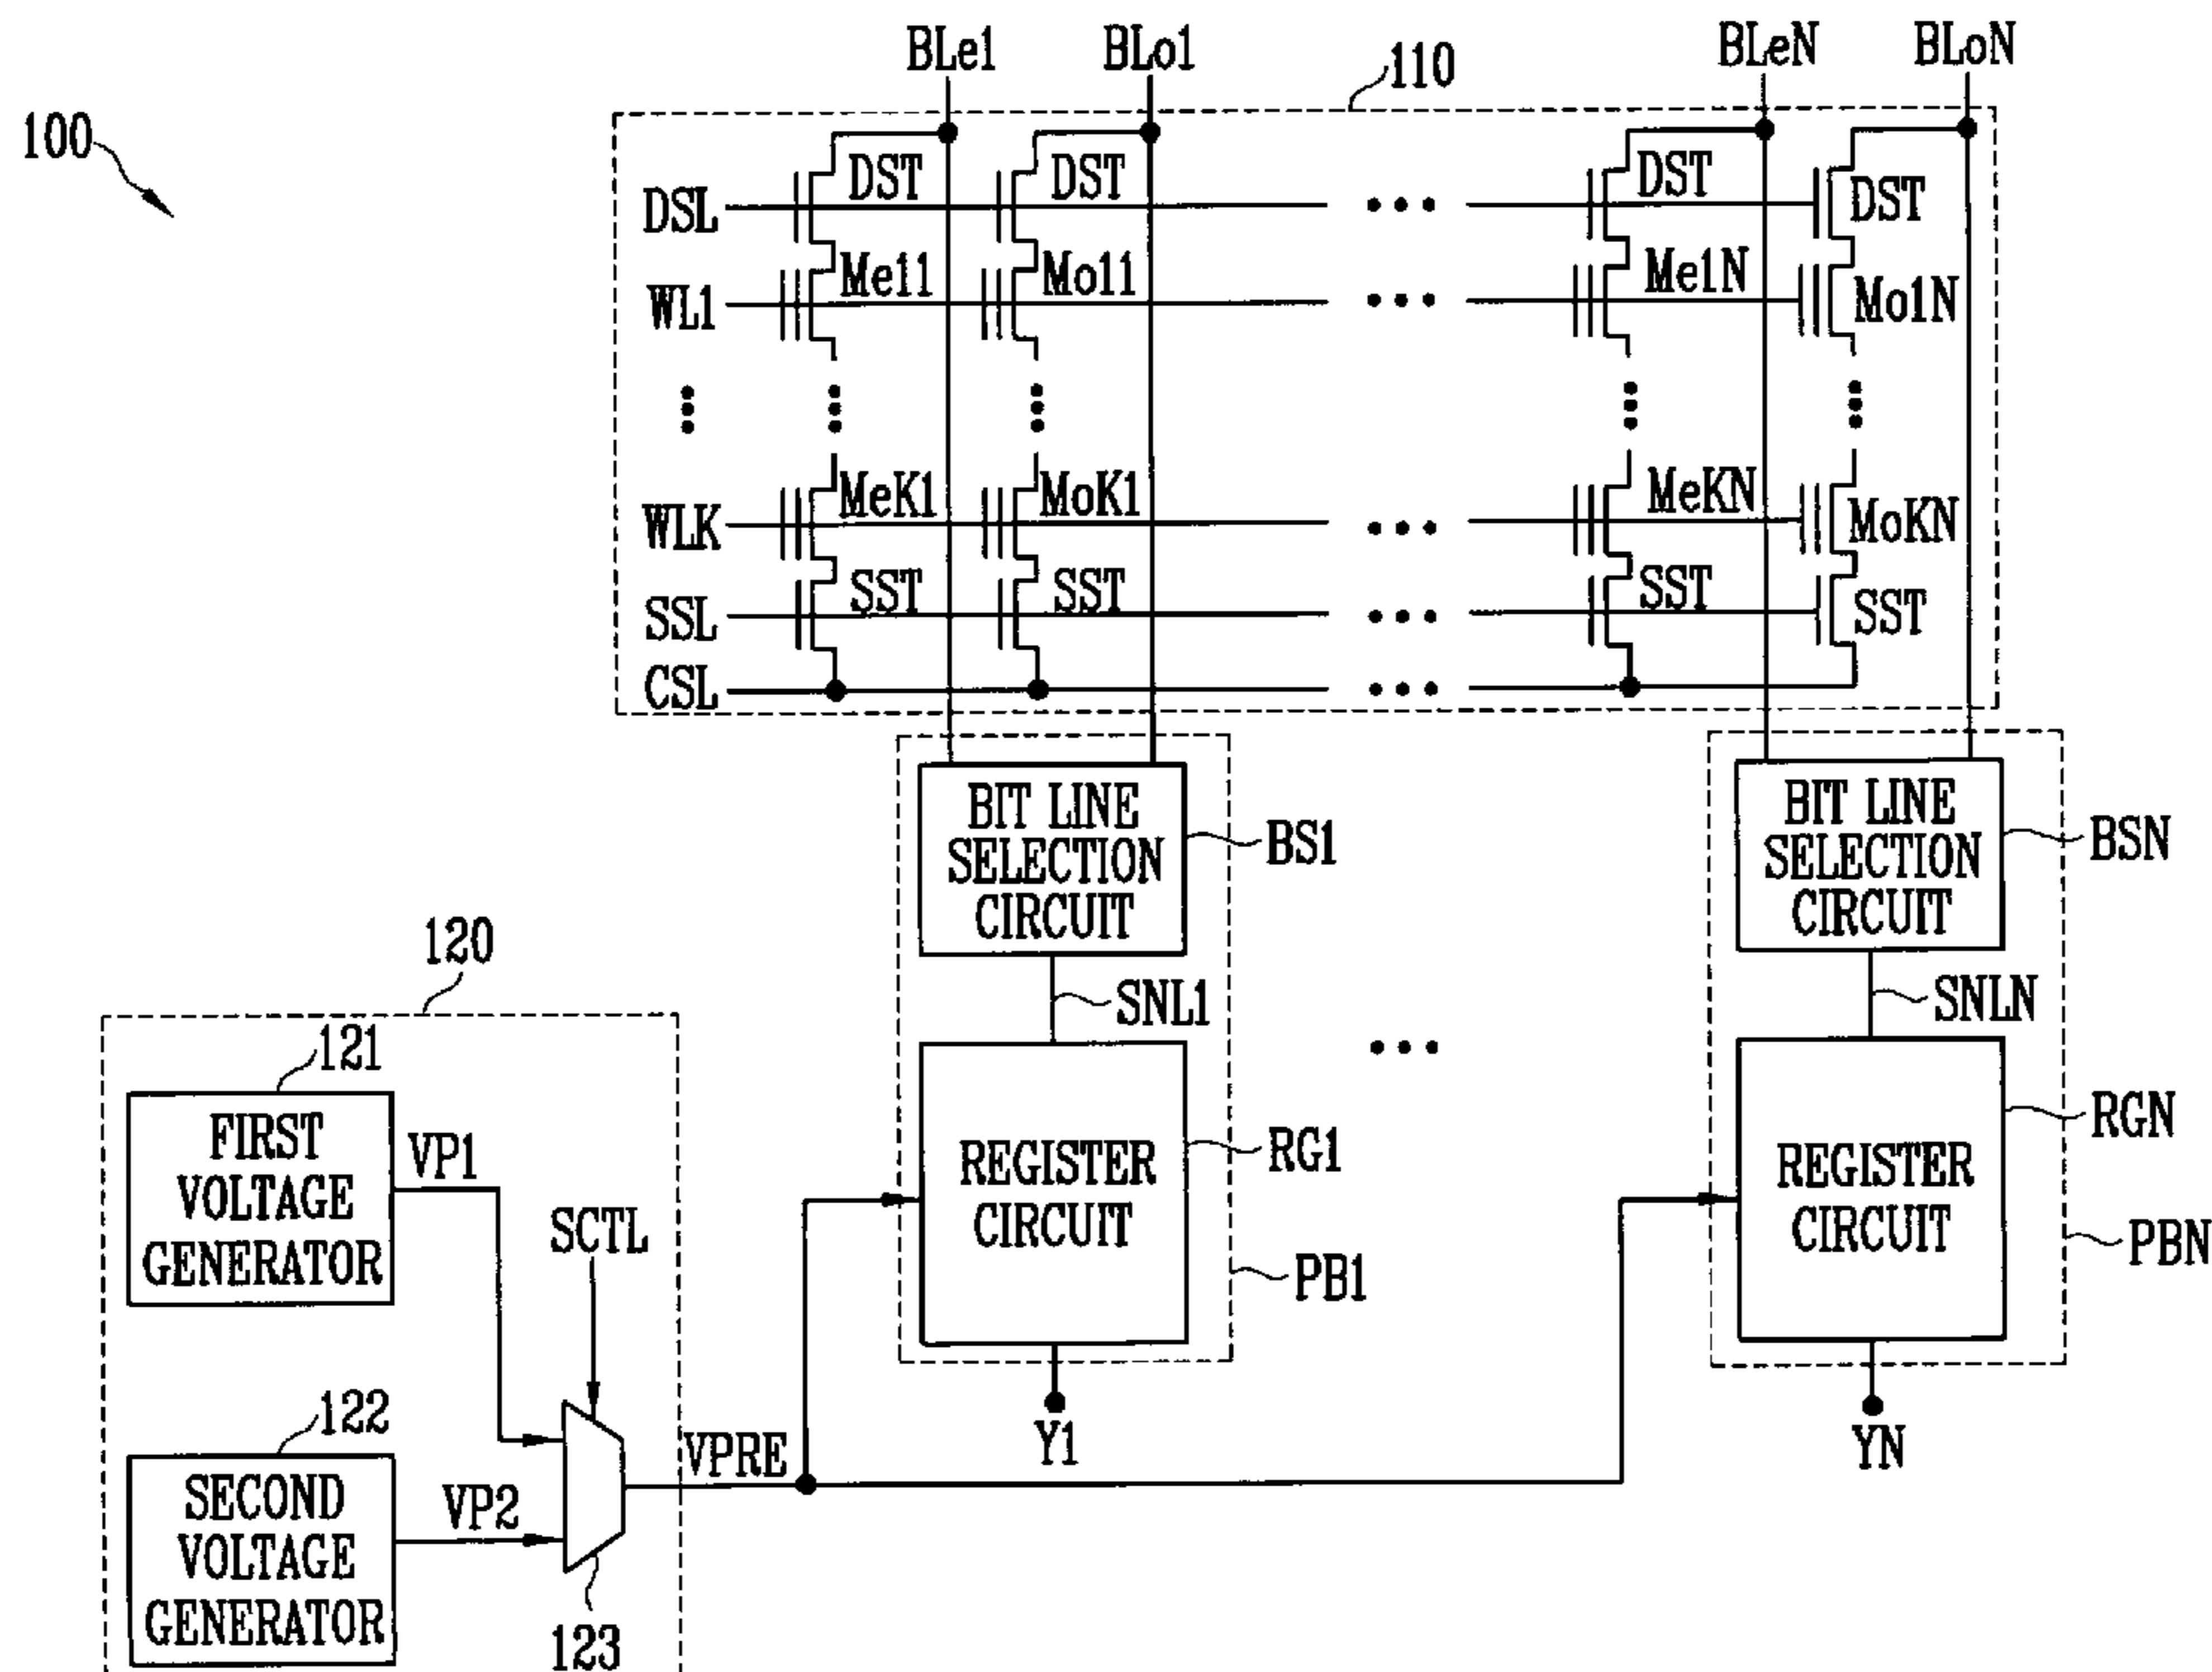 BLe1 BLo1 BLeN BLoN
110
100
DSL DST DST DST DST
WL1 Me11 Mo11 Me1N Mo1N
WLK MeK1 MoK1 MeKN MoKN
SSL SST SST SST SST
CSL
BIT LINE
SELECTION
CIRCUIT
BS1
BIT LINE
SELECTION
CIRCUIT
BSN
SNL1
SNLN
120
121
FIRST
VOLTAGE
GENERATOR
VP1
SCTL
REGISTER
CIRCUIT
RG1
PB1
REGISTER
CIRCUIT
RGN
PBN
122
SECOND
VOLTAGE
GENERATOR
VP2
VPRE
Y1
YN
123